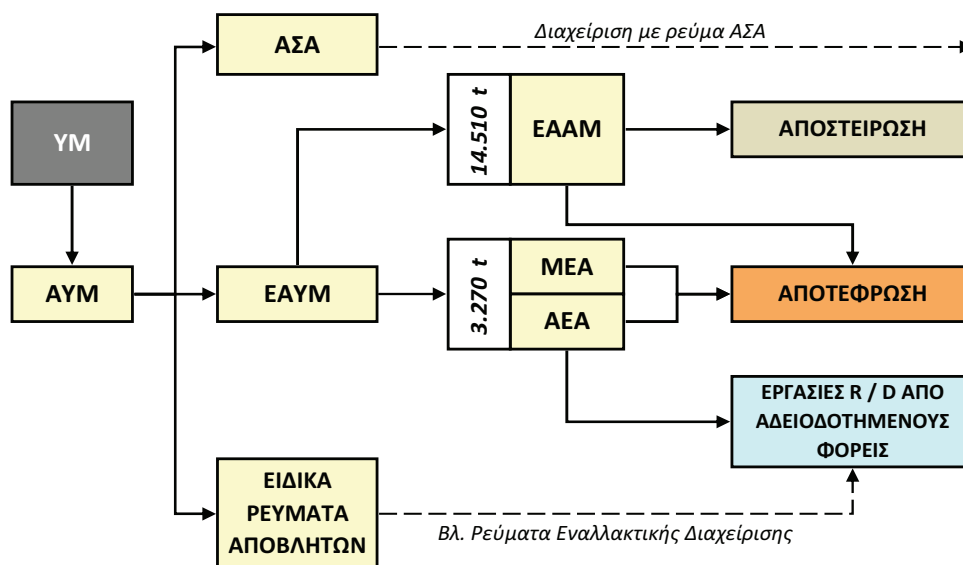 ΑΣΑ
Διαχείριση με ρεύμα ΑΣΑ
ΥΜ
14.510 t
ΕΑΑΜ
ΑΠΟΣΤΕΙΡΩΣΗ
ΑΥΜ
ΕΑΥΜ
3.270 t
ΜΕΑ
ΑΕΑ
ΑΠΟΤΕΦΡΩΣΗ
ΕΡΓΑΣΙΕΣ R / D ΑΠΟ
ΑΔΕΙΟΔΟΤΗΜΕΝΟΥΣ
ΦΟΡΕΙΣ
ΕΙΔΙΚΑ
ΡΕΥΜΑΤΑ
ΑΠΟΒΛΗΤΩΝ
Βλ. Ρεύματα Εναλλακτικής Διαχείρισης